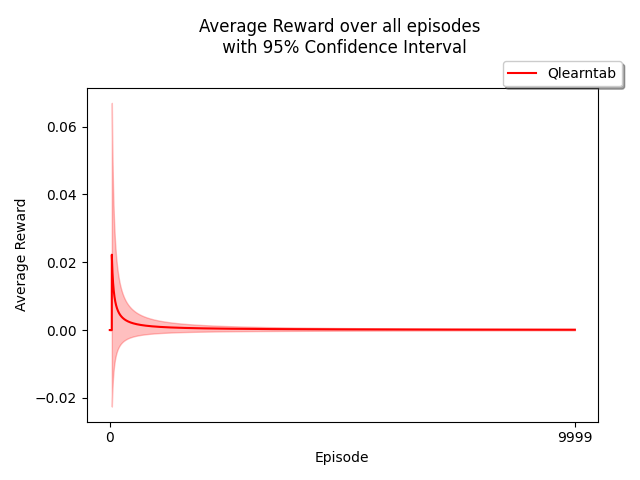 Average Reward over all episodes
with 95% Confidence Interval
Qlearntab
0.06
0.04
0.02
0.00
−0.02
Average Reward
0
9999
Episode